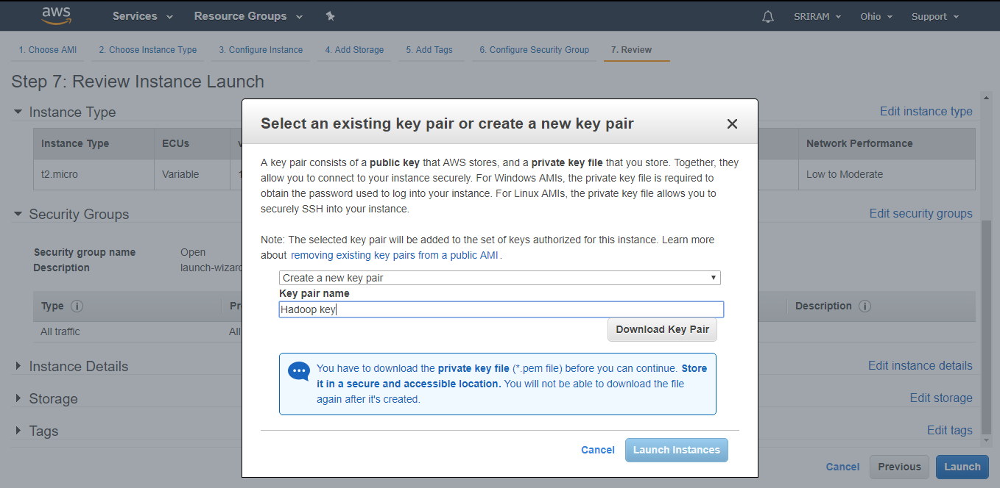 aws Services Resource Groups SRIRAM Ohio Support
1. Choose AMI 2. Choose Instance Type 3. Configure Instance 4. Add Storage 5. Add Tags 6. Configure Security Group 7. Review
Step 7: Review Instance Launch
Instance Type Edit instance type
Instance Type ECUs Network Performance
t2.micro Variable Low to Moderate
Security Groups Edit security groups
Security group name Open
Description launch-wizard
Type Description
All traffic All
Instance Details Edit instance details
Storage Edit storage
Tags Edit tags
Cancel Previous Launch
Select an existing key pair or create a new key pair
A key pair consists of a public key that AWS stores, and a private key file that you store. Together, they
allow you to connect to your instance securely. For Windows AMIs, the private key file is required to
obtain the password used to log into your instance. For Linux AMIs, the private key file allows you to
securely SSH into your instance.
Note: The selected key pair will be added to the set of keys authorized for this instance. Learn more
about removing existing key pairs from a public AMI.
Create a new key pair
Key pair name
Hadoop key
Download Key Pair
You have to download the private key file (*.pem file) before you can continue. Store
it in a secure and accessible location. You will not be able to download the file
again after it's created.
Cancel Launch Instances